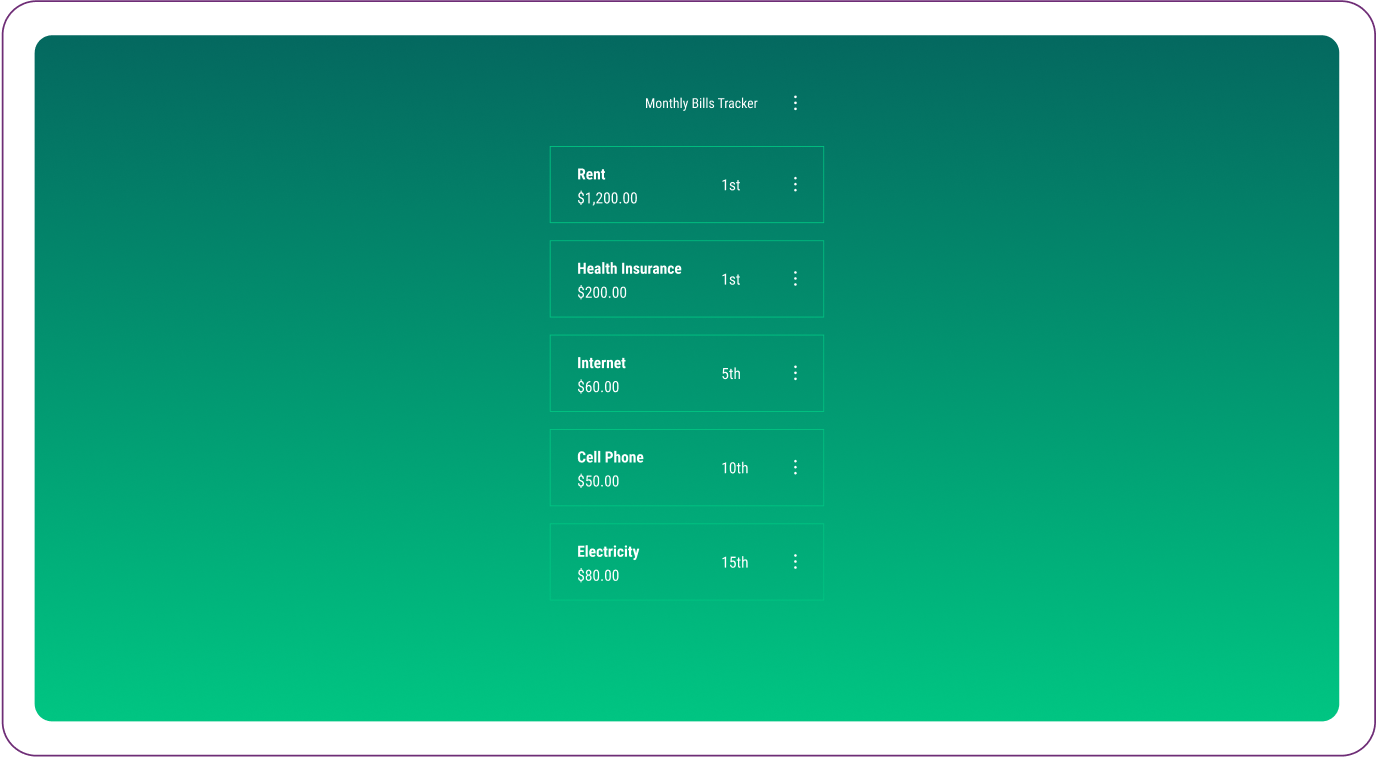 Monthly Bills Tracker
Rent
$1,200.00
1st
Health Insurance
$200.00
1st
Internet
$60.00
5th
Cell Phone
$50.00
10th
Electricity
$80.00
15th